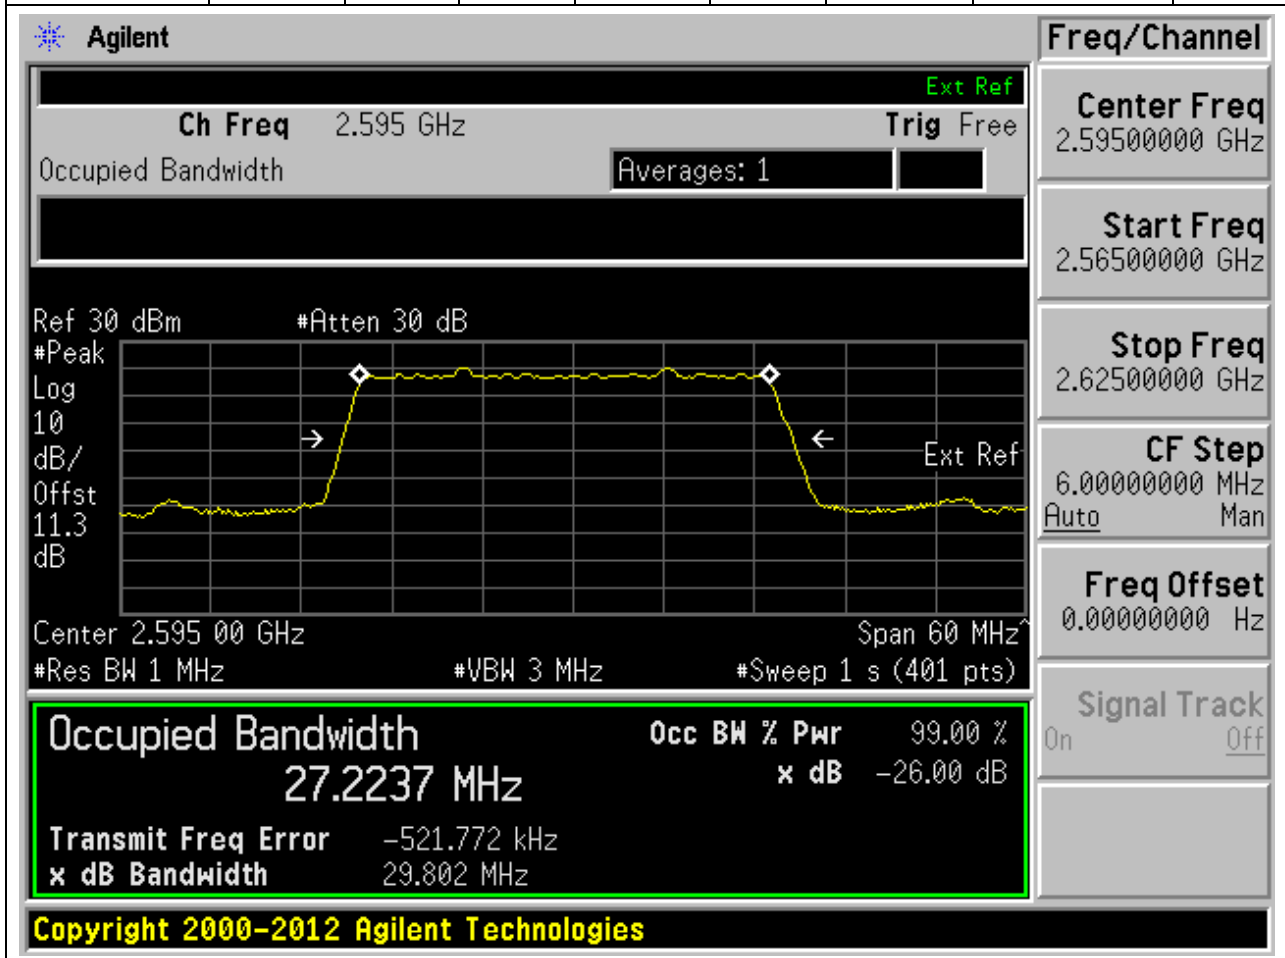 Agilent
Freq/Channel
Ext Ref
Ch Freq 2.595 GHz Trig Free
Occupied Bandwidth Averages: 1
Center Freq
2.59500000 GHz
Start Freq
2.56500000 GHz
Stop Freq
2.62500000 GHz
CF Step
6.00000000 MHz
Auto Man
Freq Offset
0.00000000 Hz
Signal Track
On Off
Ref 30 dBm #Atten 30 dB
#Peak
Log
10
dB/
Offst
11.3
dB
Ext Ref
Center 2.595 00 GHz Span 60 MHz^
#Res BW 1 MHz #VBW 3 MHz #Sweep 1 s (401 pts)
Occupied Bandwidth Occ BW % Pwr 99.00 %
27.2237 MHz x dB -26.00 dB
Transmit Freq Error -521.772 kHz
x dB Bandwidth 29.802 MHz
Copyright 2000-2012 Agilent Technologies